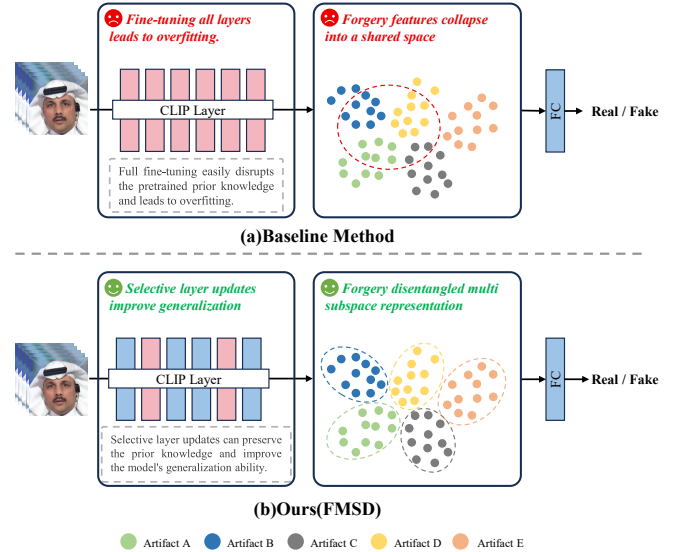 Fine-tuning all layers
leads to overfitting.
Forgery features collapse
into a shared space
CLIP Layer
FC
Real / Fake
Full fine-tuning easily disrupts
the pretrained prior knowledge
and leads to overfitting.
(a)Baseline Method
Selective layer updates
improve generalization
Forgery disentangled multi
subspace representation
CLIP Layer
FC
Real / Fake
Selective layer updates can preserve
the prior knowledge and improve
the model's generalization ability.
(b)Ours(FMSD)
Artifact A
Artifact B
Artifact C
Artifact D
Artifact E